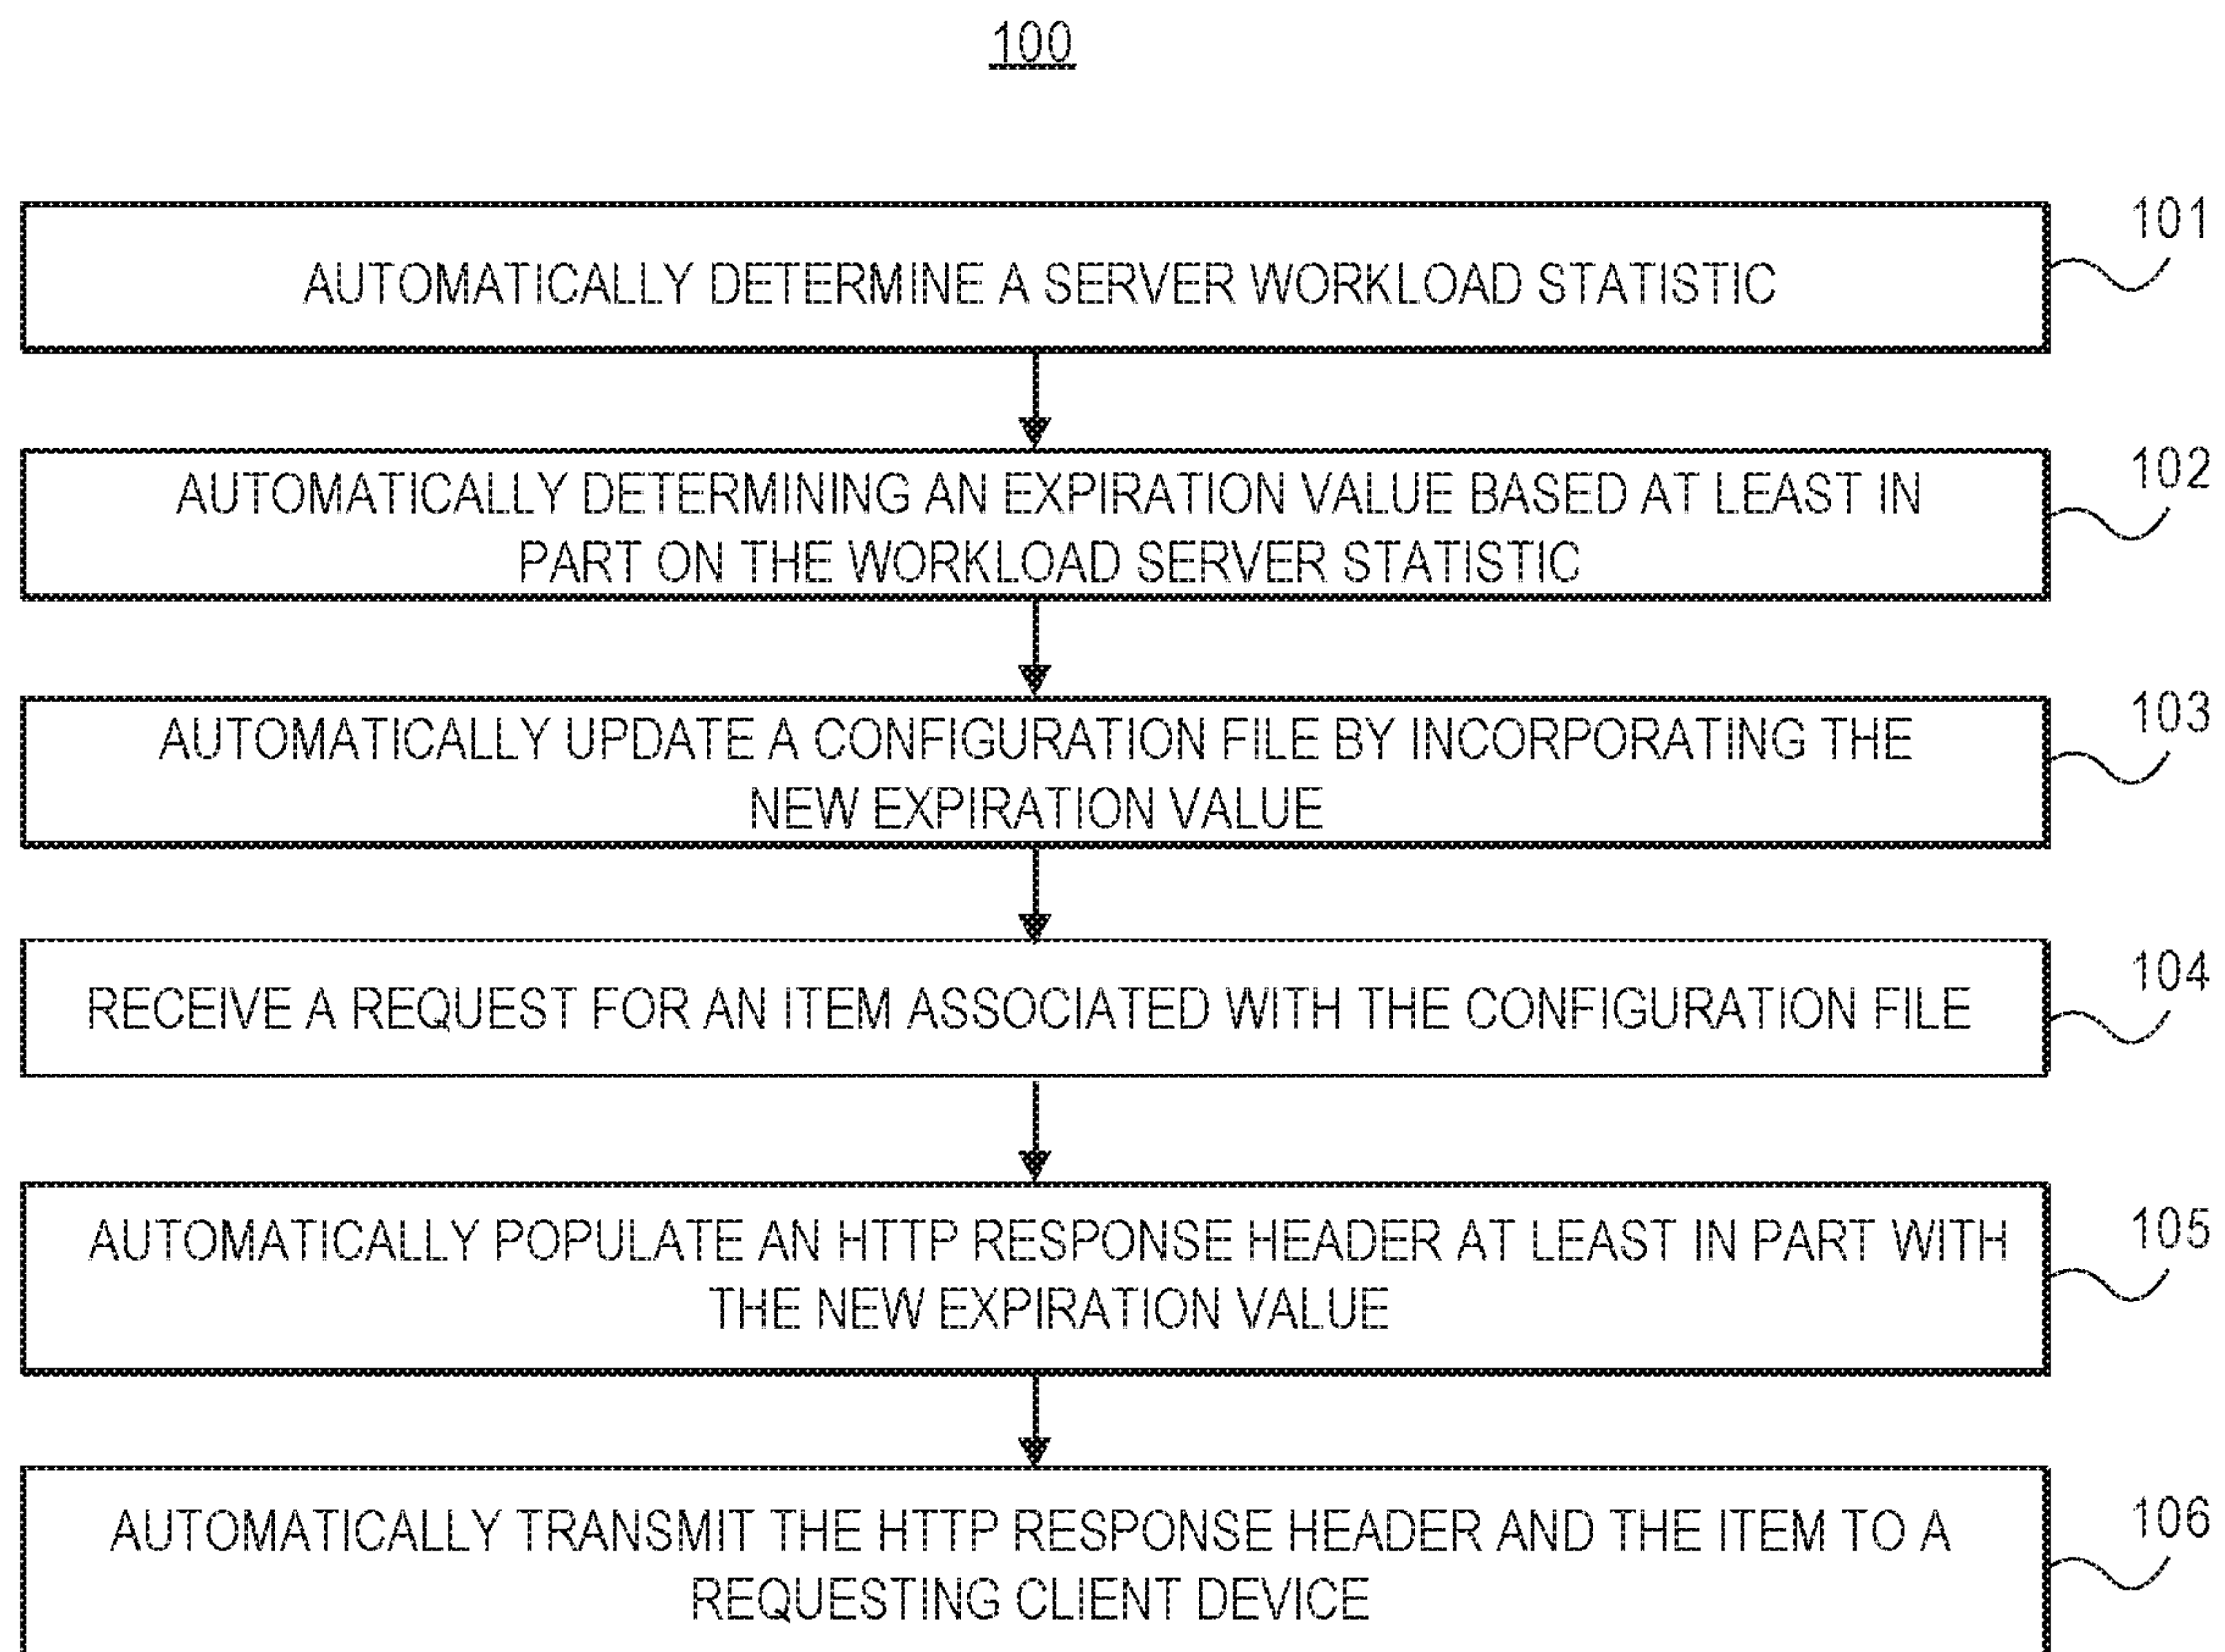 100
AUTOMATICALLY DETERMINE A SERVER WORKLOAD STATISTIC
101
AUTOMATICALLY DETERMINING AN EXPIRATION VALUE BASED AT LEAST IN
PART ON THE WORKLOAD SERVER STATISTIC
102
AUTOMATICALLY UPDATE A CONFIGURATION FILE BY INCORPORATING THE
NEW EXPIRATION VALUE
103
RECEIVE A REQUEST FOR AN ITEM ASSOCIATED WITH THE CONFIGURATION FILE
104
AUTOMATICALLY POPULATE AN HTTP RESPONSE HEADER AT LEAST IN PART WITH
THE NEW EXPIRATION VALUE
105
AUTOMATICALLY TRANSMIT THE HTTP RESPONSE HEADER AND THE ITEM TO A
REQUESTING CLIENT DEVICE
106